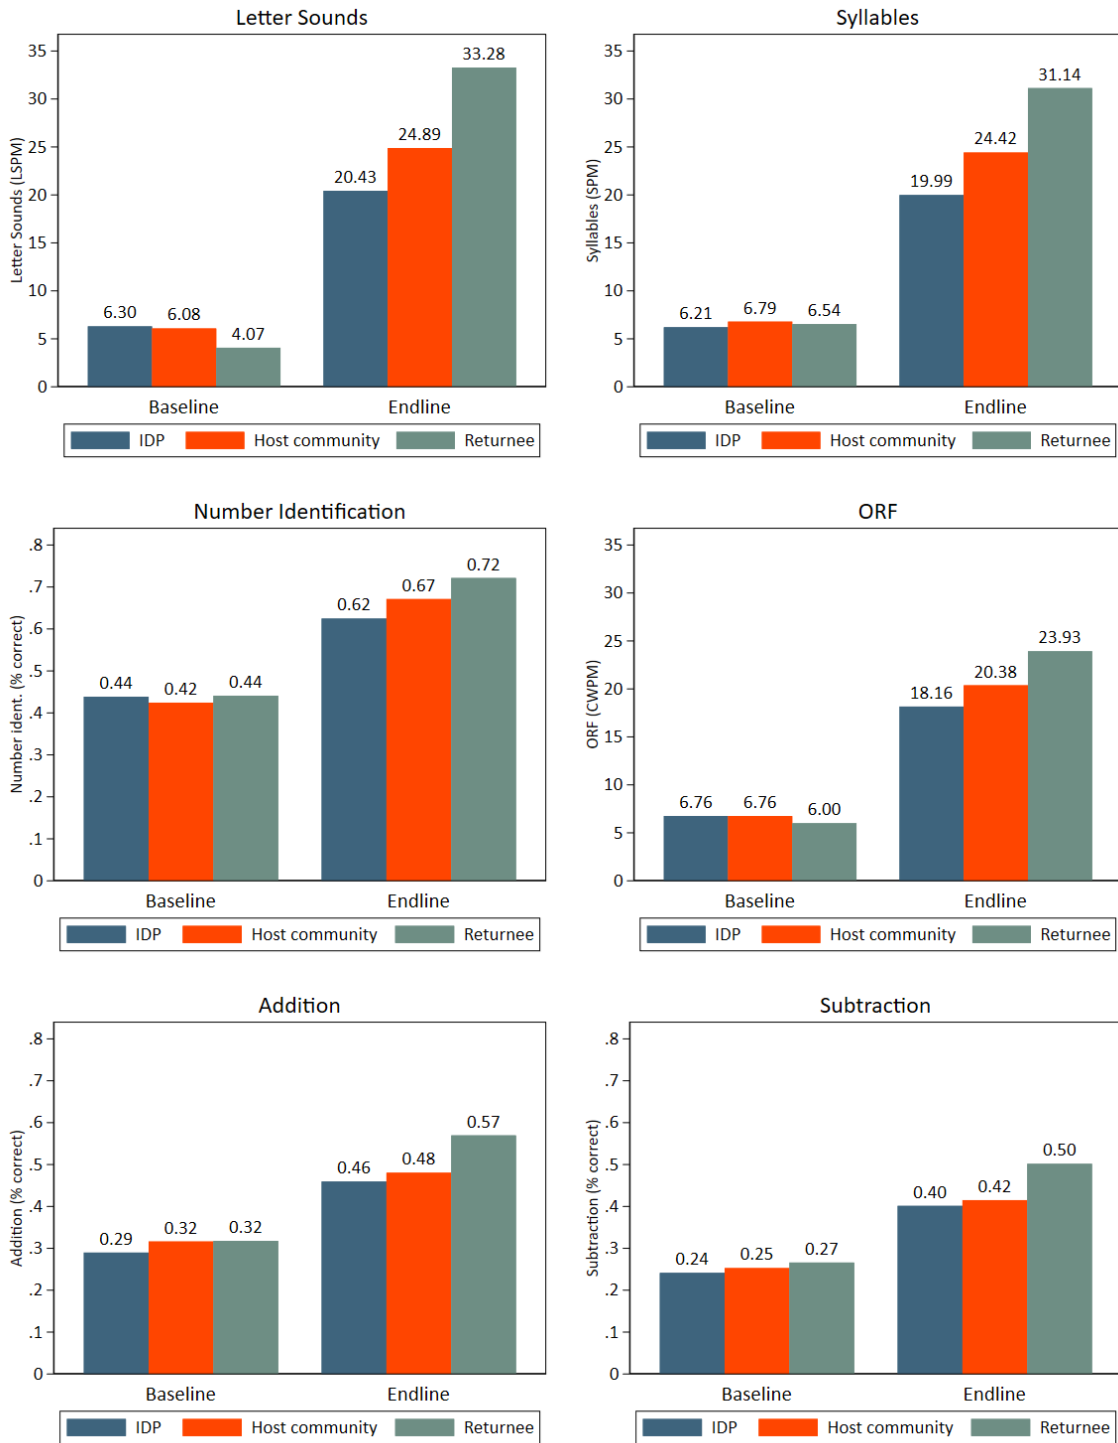 Letter Sounds
Letter Sounds (LSPM)
35
30
25
20
15
10
5
0
6.30
6.08
4.07
20.43
24.89
33.28
Baseline
Endline
IDP
Host community
Returnee
Syllables
Syllables (SPM)
35
30
25
20
15
10
5
0
6.21
6.79
6.54
19.99
24.42
31.14
Baseline
Endline
IDP
Host community
Returnee
Number Identification
Number ident. (% correct)
.8
.7
.6
.5
.4
.3
.2
.1
0
0.44
0.42
0.44
0.62
0.67
0.72
Baseline
Endline
IDP
Host community
Returnee
ORF
ORF (CWPM)
35
30
25
20
15
10
5
0
6.76
6.76
6.00
18.16
20.38
23.93
Baseline
Endline
IDP
Host community
Returnee
Addition
Addition (% correct)
.8
.7
.6
.5
.4
.3
.2
.1
0
0.29
0.32
0.32
0.46
0.48
0.57
Baseline
Endline
IDP
Host community
Returnee
Subtraction
Subtraction (% correct)
.8
.7
.6
.5
.4
.3
.2
.1
0
0.24
0.25
0.27
0.40
0.42
0.50
Baseline
Endline
IDP
Host community
Returnee